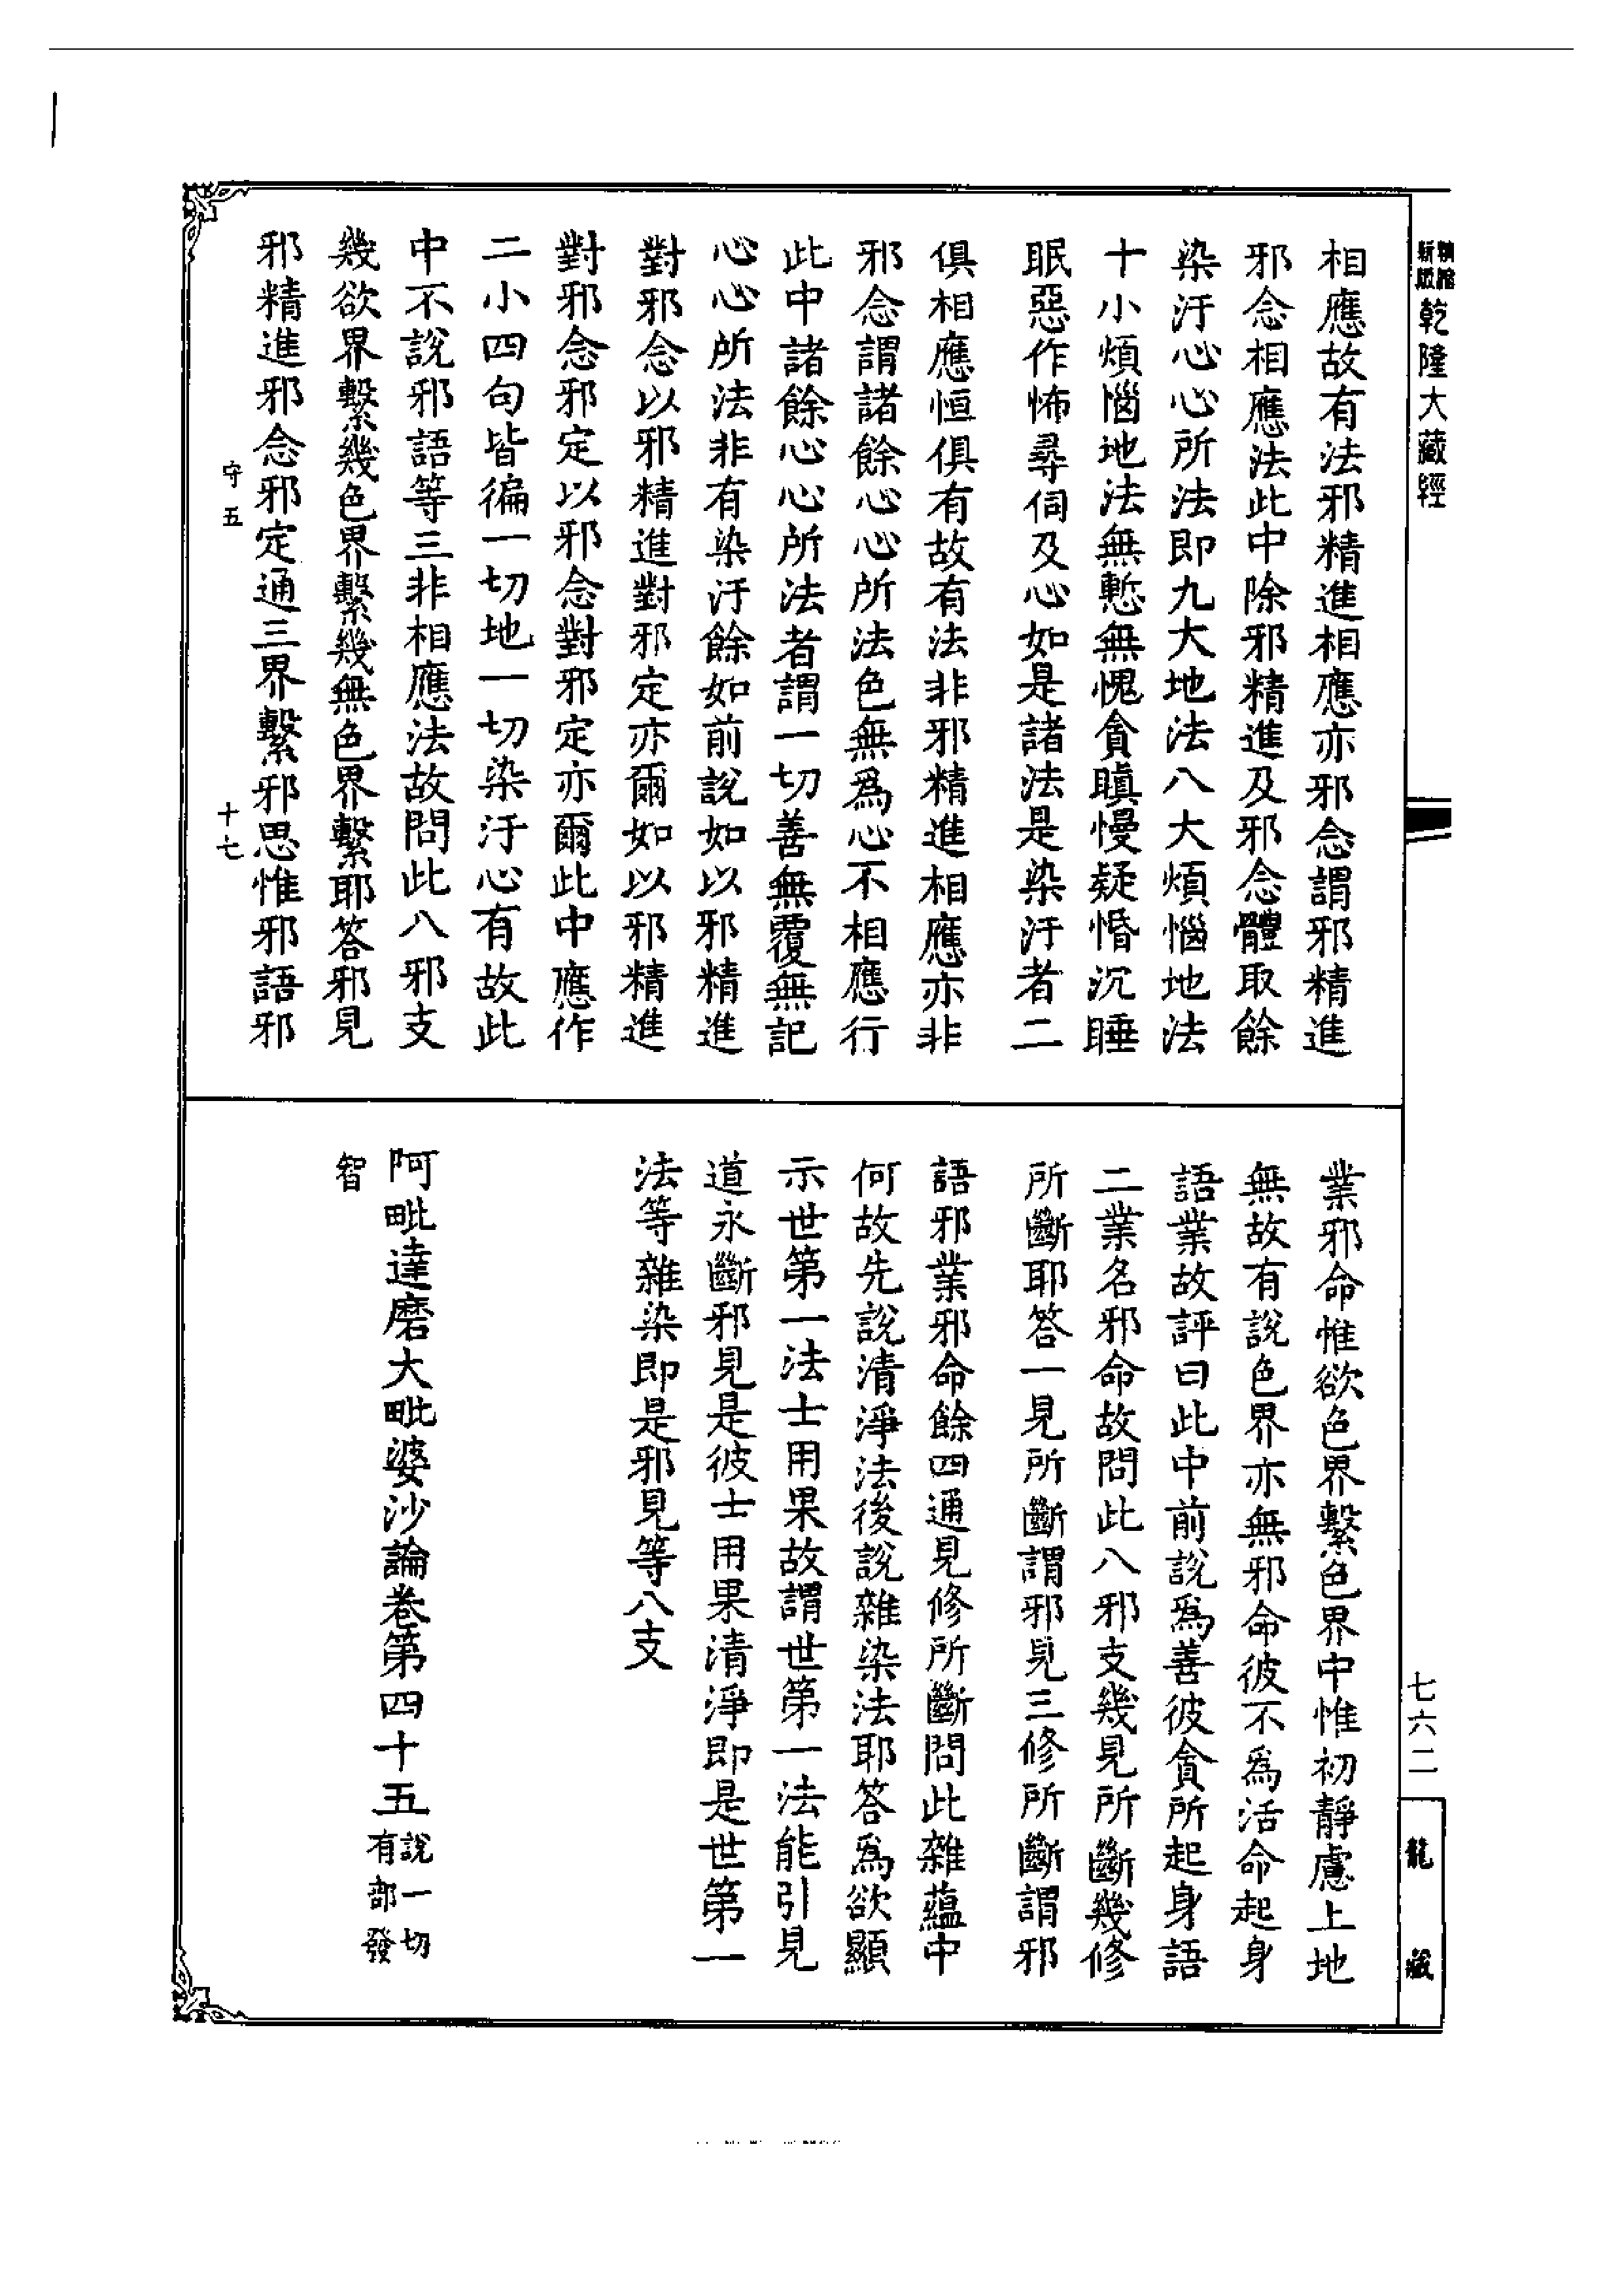 乾隆大藏經
相應故有法邪精進相應亦邪念謂邪精進
邪念相應法此中除邪精進及邪念體取餘
染汙心心所法即九大地法八大煩惱地法
十小煩惱地法無慙無愧貪瞋慢疑惛沉睡
眠惡作怖尋伺及心如是諸法是染汙者二
俱相應恒俱有故有法非邪精進相應亦非
邪念謂諸餘心心所法色無爲心不相應行
此中諸餘心心所法者謂一切善無覆無記
心心所法非有染汙餘如前說如以邪精進
對邪念以邪精進對邪定亦爾如以邪精進
對邪念邪定以邪念對邪定亦爾此中應作
二小四句皆徧一切地一切染汙心有故此
中不說邪語等三非相應法故問此八邪支
幾欲界繫幾色界繫幾無色界繫耶答邪見
邪精進邪念邪定通三界繫邪思惟邪語邪
守五
十七
業邪命惟欲色界繫色界中惟初靜慮上地
無故有說色界亦無邪命彼不爲活命起身
語業故評曰此中前說爲善彼貪所起身語
二業名邪命故問此八邪支幾見所斷幾修
所斷耶答一見所斷謂邪見三修所斷謂邪
語邪業邪命餘四通見修所斷問此雜蘊中
何故先說清淨法後說雜染法耶答爲欲顯
示世第一法士用果故謂世第一法能引見
道永斷邪見是彼士用果清淨即是世第一
法等雜染即是邪見等八支
阿毗達磨大毗婆沙論卷第四十五說一切
有部發
智
七六二
龍藏